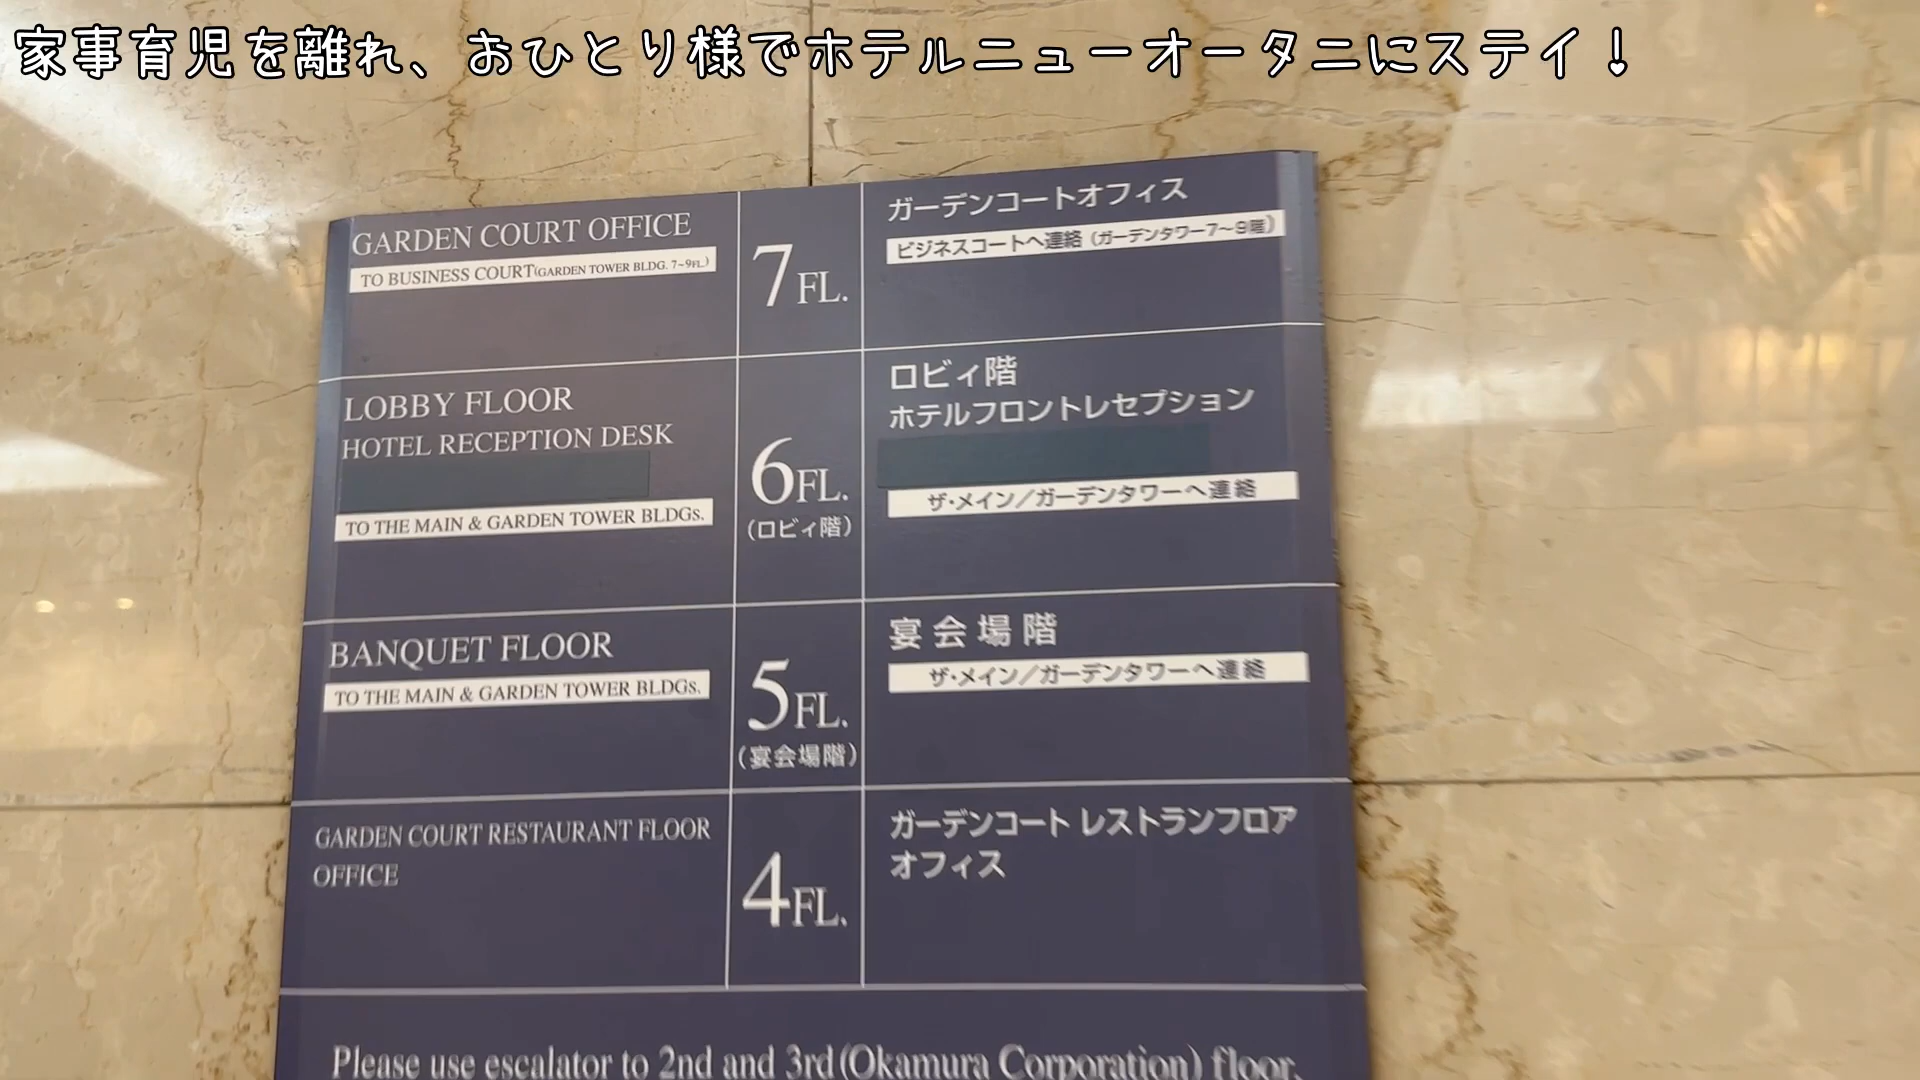 家事育児を離れ、おひとり様でホテルニューオータニにステイ！
GARDEN COURT OFFICE
TO BUSINESS COURT(GARDEN TOWER BLDG. 7~9FL.)
7FL.
ガーデンコートオフィス
ビジネスコートへ連絡（ガーデンタワー7～9階）
LOBBY FLOOR
HOTEL RECEPTION DESK
TO THE MAIN & GARDEN TOWER BLDGs.
6FL.
（ロビィ階）
ロビィ階
ホテルフロントレセプション
ザ・メイン／ガーデンタワーへ連絡
BANQUET FLOOR
TO THE MAIN & GARDEN TOWER BLDGs.
5FL.
（宴会場階）
宴会場階
ザ・メイン／ガーデンタワーへ連絡
GARDEN COURT RESTAURANT FLOOR
OFFICE
4FL.
ガーデンコート レストランフロア
オフィス
Please use escalator to 2nd and 3rd (Okamura Corporation) floor.